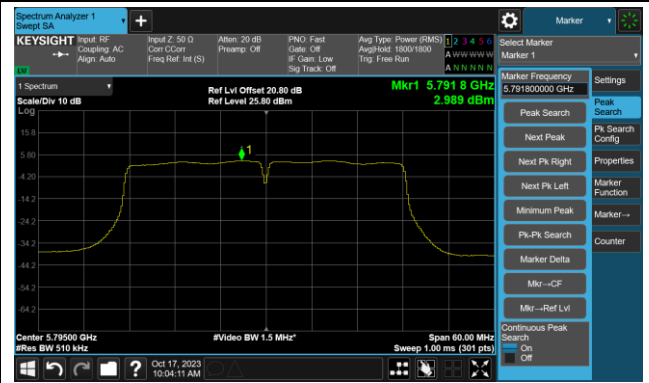 Spectrum Analyzer 1
Swept SA
Marker
KEYSIGHT
Input: RF
Coupling: AC
Align: Auto
Input Z: 50 Ω
Corr CCorr
Freq Ref: Int (S)
Atten: 20 dB
Preamp: Off
PNO: Fast
Gate: Off
IF Gain: Low
Sig Track: Off
Avg Type: Power (RMS)
Avg|Hold: 1800/1800
Trig: Free Run
1 2 3 4 5 6
A W W W W W
A N N N N N
LW
Select Marker
Marker 1
1 Spectrum
Scale/Div 10 dB
Ref Lvl Offset 20.80 dB
Ref Level 25.80 dBm
Mkr1 5.791 8 GHz
2.989 dBm
Log
15.8
5.80
-4.20
-14.2
-24.2
-34.2
-44.2
-54.2
-64.2
1
Center 5.79500 GHz
#Res BW 510 kHz
#Video BW 1.5 MHz*
Span 60.00 MHz
Sweep 1.00 ms (301 pts)
Marker Frequency
5.791800000 GHz
Peak Search
Next Peak
Next Pk Right
Next Pk Left
Minimum Peak
Pk-Pk Search
Marker Delta
Mkr→CF
Mkr→Ref Lvl
Continuous Peak
Search
On
Off
Settings
Peak
Search
Pk Search
Config
Properties
Marker
Function
Marker→
Counter
?
Oct 17, 2023
10:04:11 AM